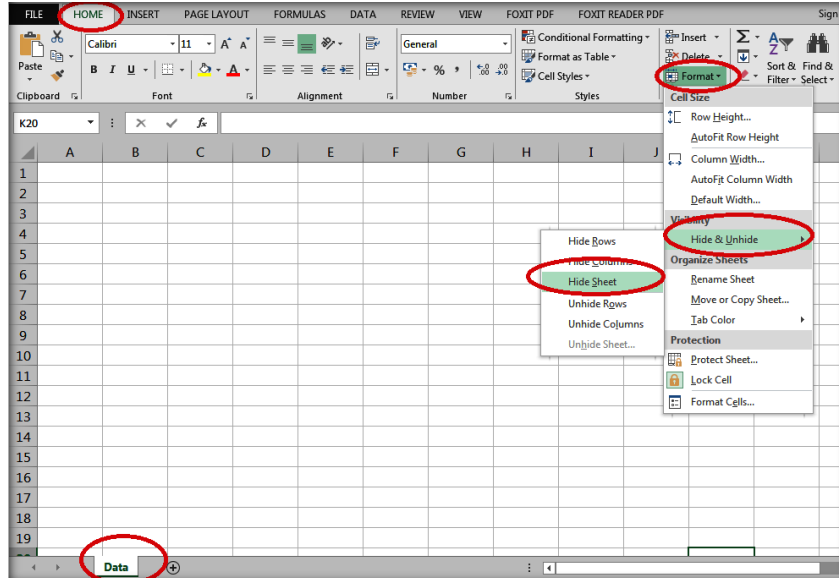 FILE HOME INSERT PAGE LAYOUT FORMULAS DATA REVIEW VIEW FOXIT PDF FOXIT READER PDF Sign
Calibri 11 A A General Conditional Formatting Insert Σ A Z
Paste Format as Table Delete Sort & Find &
B I U A % , .00 Cell Styles Format Filter Select
Clipboard Font Alignment Number Styles
K20 fx
A B C D E F G H I J
1
2
3
4
5
6
7
8
9
10
11
12
13
14
15
16
17
18
19
Cell Size
Row Height...
AutoFit Row Height
Column Width...
AutoFit Column Width
Default Width...
Visibility
Hide & Unhide
Organize Sheets
Rename Sheet
Move or Copy Sheet...
Tab Color
Protection
Protect Sheet...
Lock Cell
Format Cells...
Hide Rows
Hide Columns
Hide Sheet
Unhide Rows
Unhide Columns
Unhide Sheet...
Data